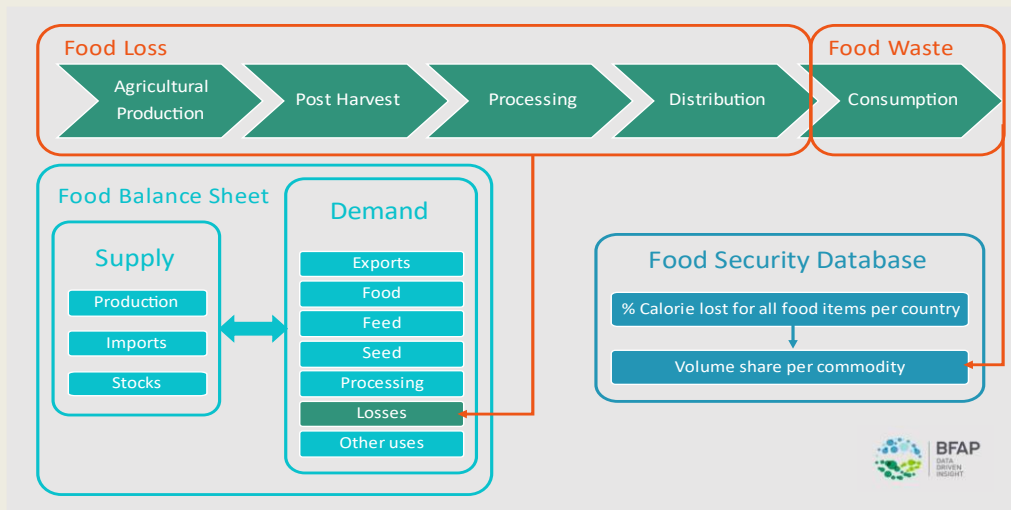 Food Loss
Food Waste
Agricultural
Production
Post Harvest
Processing
Distribution
Consumption
Food Balance Sheet
Supply
Production
Imports
Stocks
Demand
Exports
Food
Feed
Seed
Processing
Losses
Other uses
Food Security Database
% Calorie lost for all food items per country
Volume share per commodity
BFAP
DATA
DRIVEN
INSIGHT